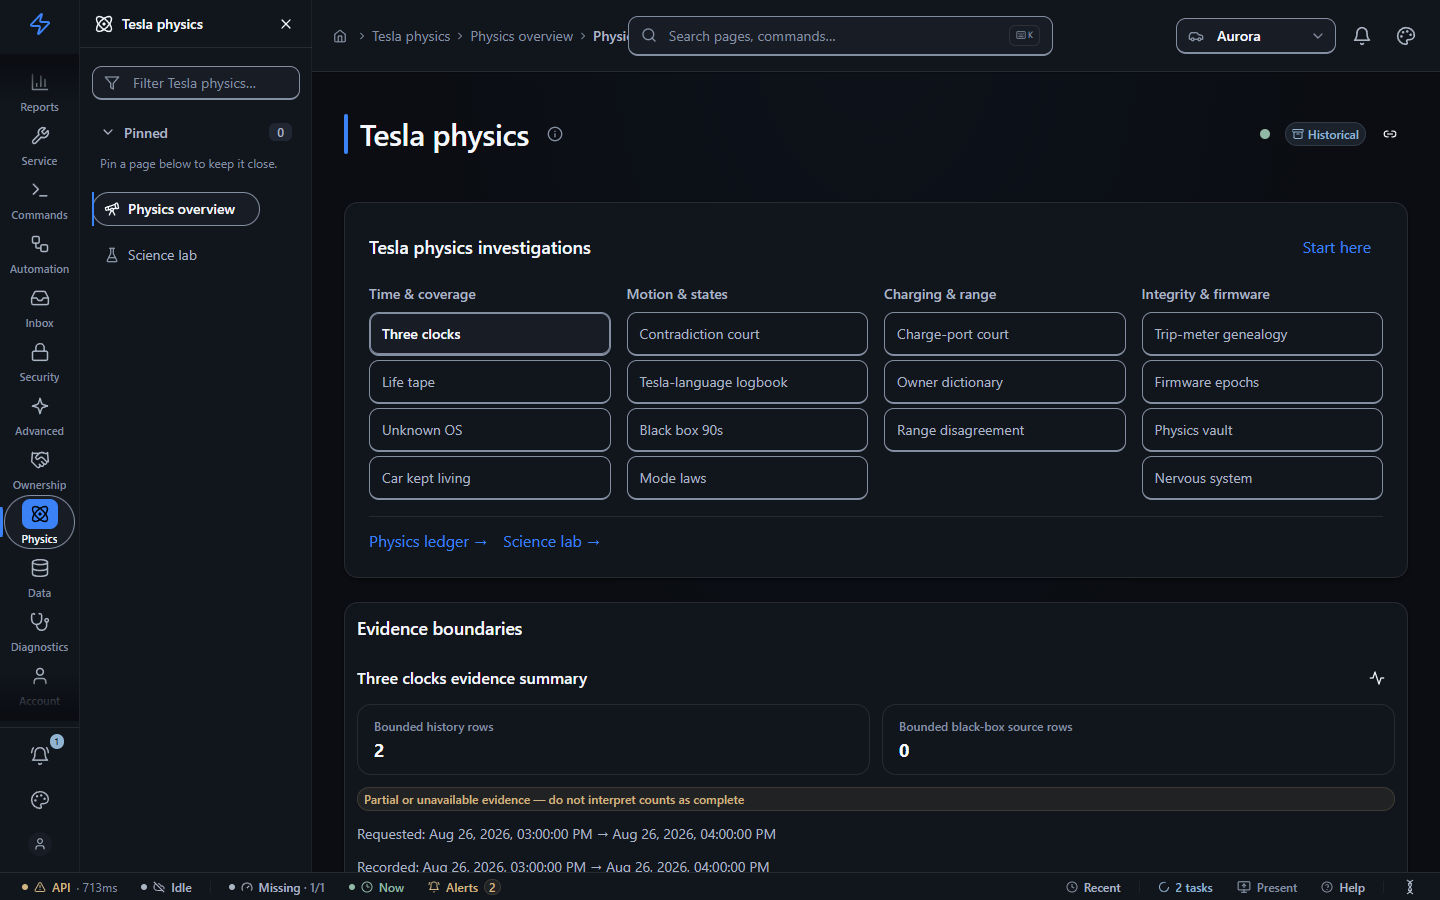 Tesla physics
Filter Tesla physics...
Pinned
0
Pin a page below to keep it close.
Physics overview
Science lab
Reports
Service
Commands
Automation
Inbox
Security
Advanced
Ownership
Physics
Data
Diagnostics
Account
1
Tesla physics
Physics overview
Physi
Search pages, commands...
K
Aurora
Tesla physics
Historical
Tesla physics investigations
Start here
Time & coverage
Three clocks
Life tape
Unknown OS
Car kept living
Motion & states
Contradiction court
Tesla-language logbook
Black box 90s
Mode laws
Charging & range
Charge-port court
Owner dictionary
Range disagreement
Integrity & firmware
Trip-meter genealogy
Firmware epochs
Physics vault
Nervous system
Physics ledger →
Science lab →
Evidence boundaries
Three clocks evidence summary
Bounded history rows
2
Bounded black-box source rows
0
Partial or unavailable evidence — do not interpret counts as complete
Requested: Aug 26, 2026, 03:00:00 PM → Aug 26, 2026, 04:00:00 PM
Recorded: Aug 26, 2026, 03:00:00 PM → Aug 26, 2026, 04:00:00 PM
API · 713ms
Idle
Missing · 1/1
Now
Alerts 2
Recent
2 tasks
Present
Help